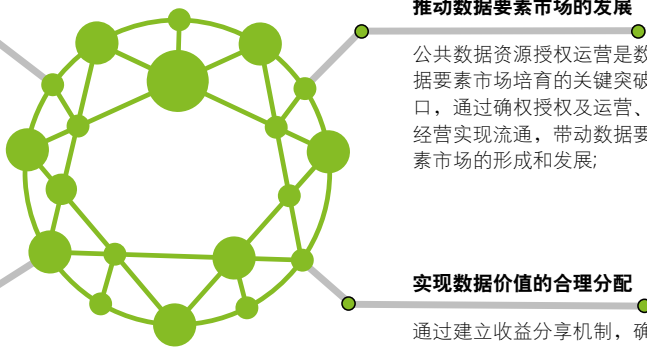 推动数据要素市场的发展
公共数据资源授权运营是数
据要素市场培育的关键突破
口，通过确权授权及运营、
经营实现流通，带动数据要
素市场的形成和发展;
实现数据价值的合理分配
通过建立收益分享机制，确